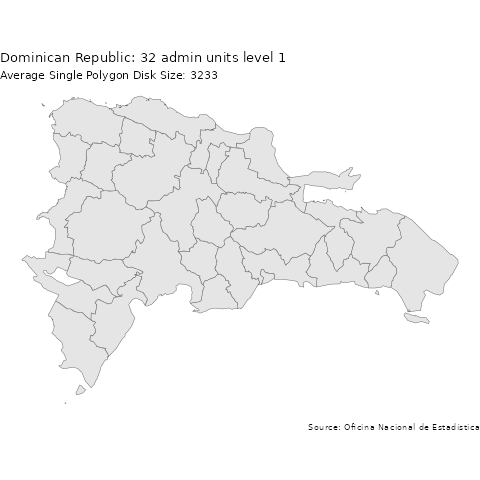 Dominican Republic: 32 admin units level 1
Average Single Polygon Disk Size: 3233
Source: Oficina Nacional de Estadistica